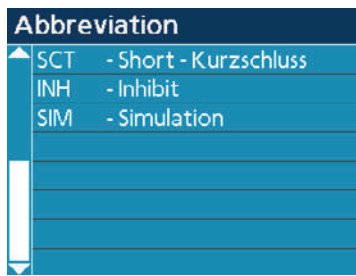 Abbreviation
SCT - Short - Kurzschluss
INH - Inhibit
SIM - Simulation